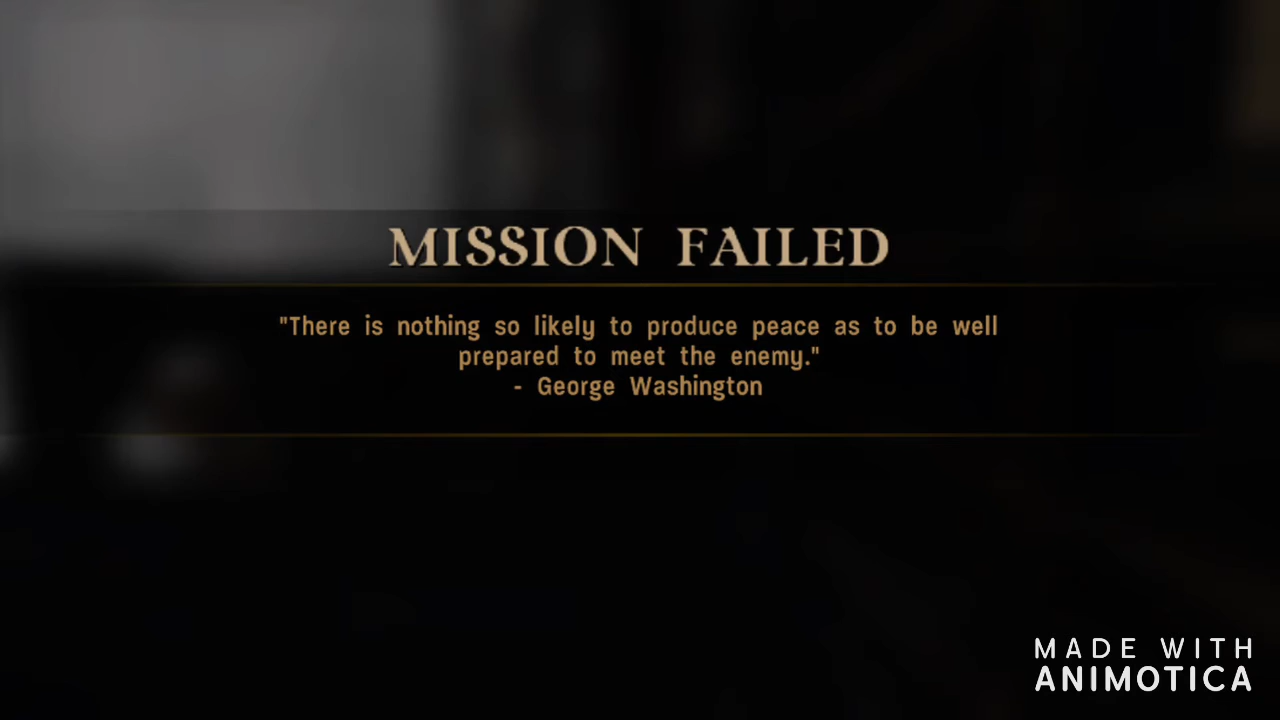 MISSION FAILED
"There is nothing so likely to produce peace as to be well
prepared to meet the enemy."
- George Washington
MADE WITH
ANIMOTICA